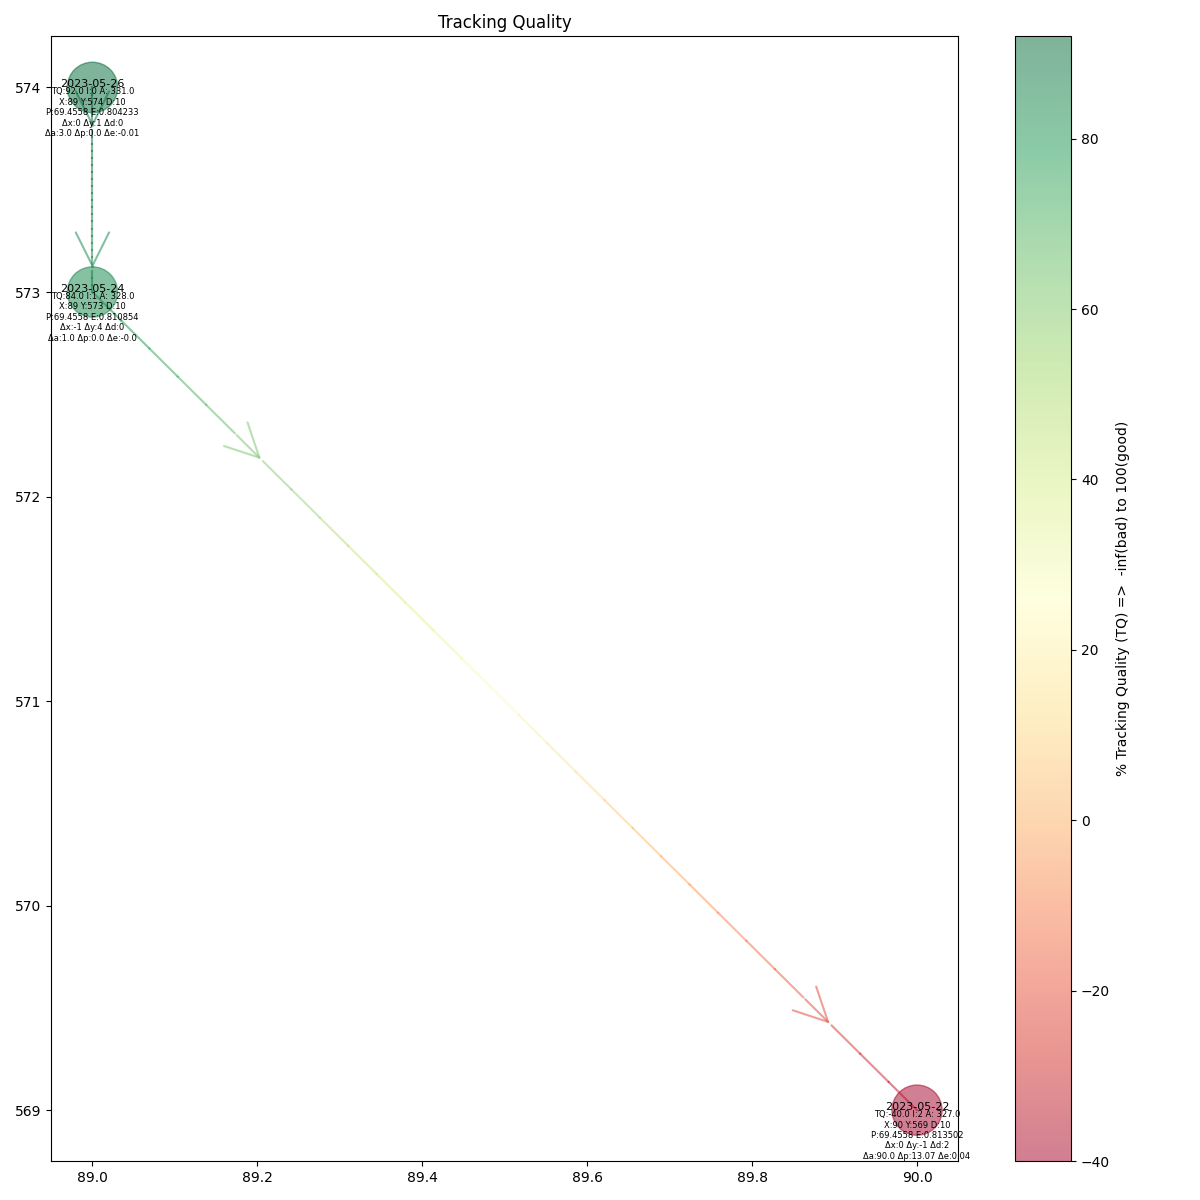 Tracking Quality
574
2023-05-26
TQ:92.0 I:0 A: 331.0
X:89 Y:574 D:10
P:69.4558 E:0.804233
Δx:0 Δy:1 Δd:0
Δa:3.0 Δp:0.0 Δe:-0.01
573
2023-05-24
TQ:84.0 I:1 A: 328.0
X:89 Y:573 D:10
P:69.4558 E:0.810854
Δx:-1 Δy:4 Δd:0
Δa:1.0 Δp:0.0 Δe:-0.0
572
571
570
569
2023-05-22
TQ:-40.0 I:2 A: 327.0
X:90 Y:569 D:10
P:69.4558 E:0.813502
Δx:0 Δy:-1 Δd:2
Δa:90.0 Δp:13.07 Δe:0.04
89.0 89.2 89.4 89.6 89.8 90.0
80
60
40
20
0
−20
−40
% Tracking Quality (TQ) => -inf(bad) to 100(good)